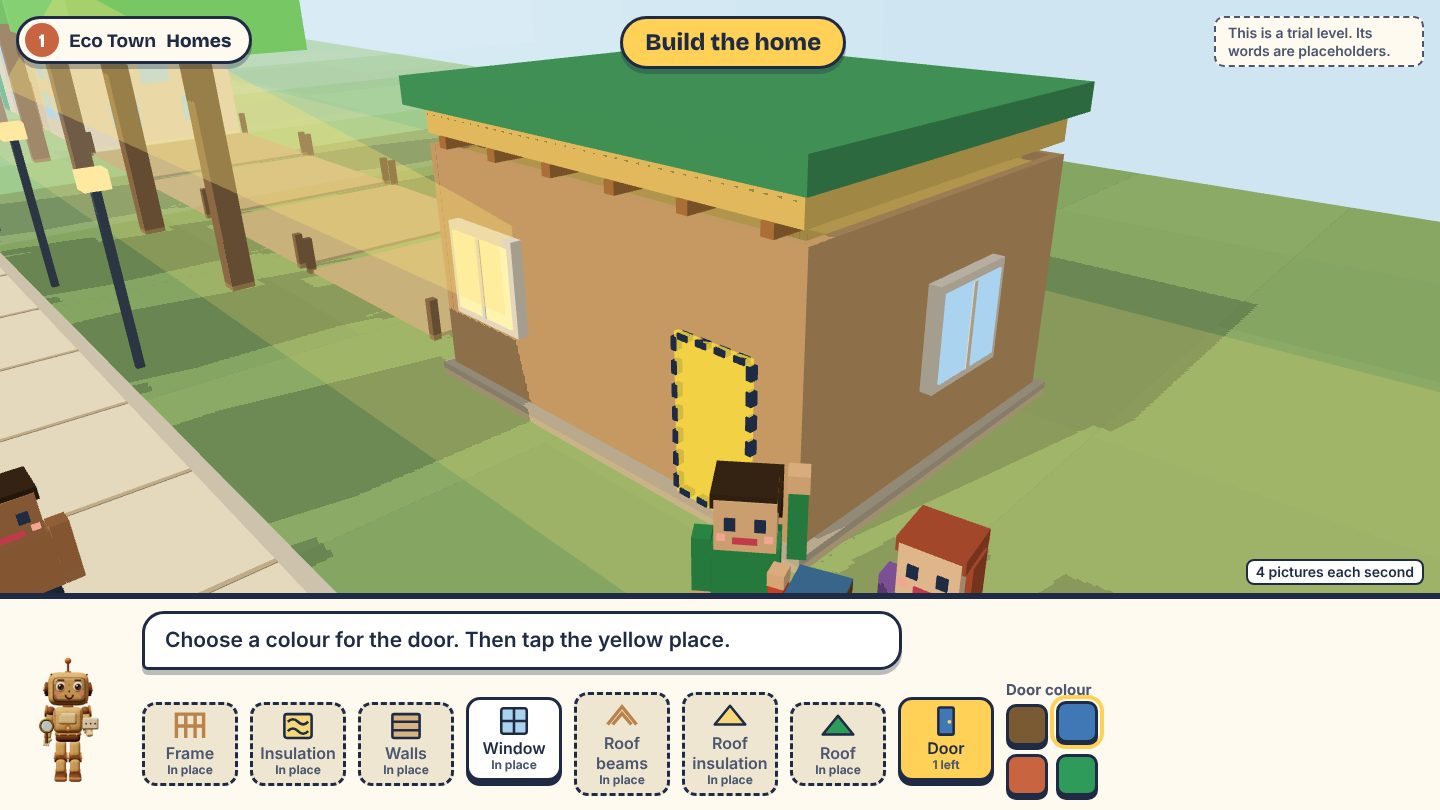 1 Eco Town Homes
Build the home
This is a trial level. Its
words are placeholders.
4 pictures each second
Choose a colour for the door. Then tap the yellow place.
Frame
In place
Insulation
In place
Walls
In place
Window
In place
Roof
beams
In place
Roof
insulation
In place
Roof
In place
Door
1 left
Door colour